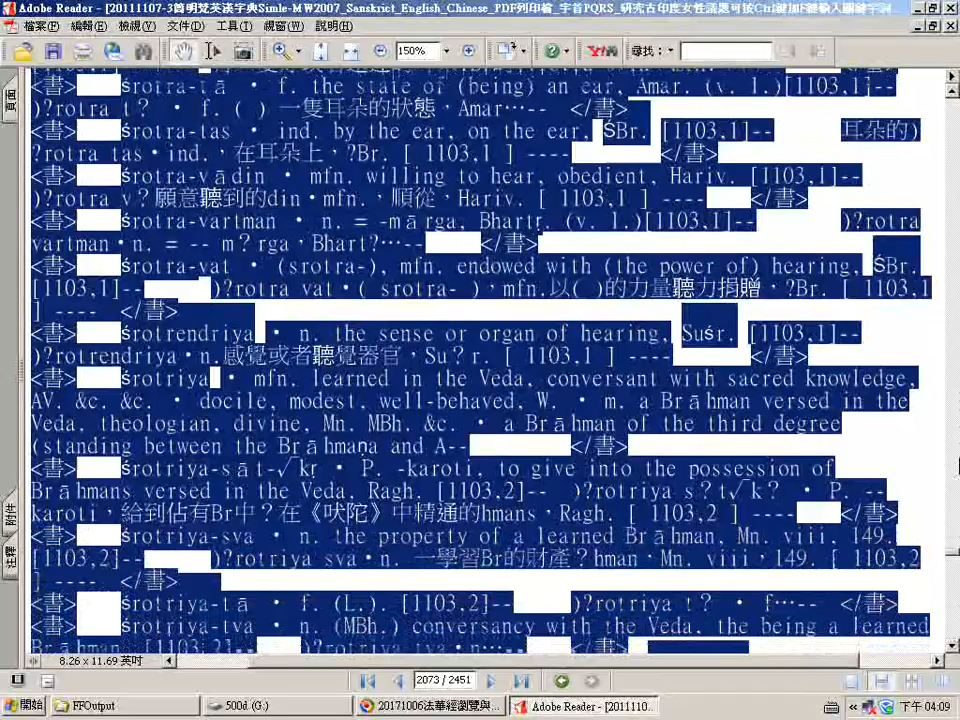 Adobe Reader - [20111107-3簡明梵英漢字典Simle-MW2007_Sanskrict_English_Chinese_PDF列印檔_字首PQRS_研究古印度女性議題可按Ctrl鍵加F鍵輸入關鍵字詞
檔案(F) 編輯(E) 檢視(V) 文件(D) 工具(T) 視窗(W) 說明(H)
150% 尋找：
頁面
<書> śrotra-tā ‧ f. the state of (being) an ear, Amar. (v. l.)[1103,1]--
)?rotra t？ ‧ f. ( ) 一隻耳朵的狀態，Amar…-- </書>
<書> śrotra-tas ‧ ind. by the ear, on the ear, ŚBr. [1103,1]-- 耳朵的)
?rotra tas‧ind.，在耳朵上，?Br. [ 1103,1 ] ---- </書>
<書> śrotra-vādin ‧ mfn. willing to hear, obedient, Hariv. [1103,1]--
)?rotra v？願意聽到的din‧mfn.，順從，Hariv. [ 1103,1 ] ---- </書>
<書> śrotra-vartman ‧ n. = -mārga, Bhartṛ. (v. l.)[1103,1]-- )?rotra
vartman‧n. = -- m？rga，Bhart?…-- </書>
<書> śrotra-vat ‧ (srotra-), mfn. endowed with (the power of) hearing, ŚBr.
[1103,1]-- )?rotra vat‧( srotra- )，mfn.以( )的力量聽力捐贈，?Br. [ 1103,1
] ---- </書>
<書> śrotrendriya ‧ n. the sense or organ of hearing, Suśr. [1103,1]--
)?rotrendriya‧n.感覺或者聽覺器官，Su？r. [ 1103,1 ] ---- </書>
<書> śrotriya ‧ mfn. learned in the Veda, conversant with sacred knowledge,
AV. &c. &c. ‧ docile, modest, well-behaved, W. ‧ m. a Brāhman versed in the
Veda, theologian, divine, Mn. MBh. &c. ‧ a Brāhman of the third degree
(standing between the Brāhmaṇa and A-- </書>
<書> śrotriya-sāt-√kṛ ‧ P. -karoti, to give into the possession of
Brāhmans versed in the Veda, Ragh. [1103,2]-- )?rotriya s？t√k？ ‧ P. --
karoti，給到佔有Br中？在《吠陀》中精通的hmans，Ragh. [ 1103,2 ] ---- </書>
<書> śrotriya-sva ‧ n. the property of a learned Brāhman, Mn. viii, 149.
[1103,2]-- )?rotriya sva‧n. 一學習Br的財產？hman，Mn. viii，149. [ 1103,2
] ---- </書>
<書> śrotriya-tā ‧ f. (L.). [1103,2]-- )?rotriya t？ ‧ f…-- </書>
<書> śrotriya-tva ‧ n. (MBh.) conversancy with the Veda, the being a learned
附件
注釋
8.26 x 11.69 英吋
2073 / 2451
開始 FFOutput 500d (G:) 20171006法華經瀏覽與... Adobe Reader - [2011110... 下午 04:09